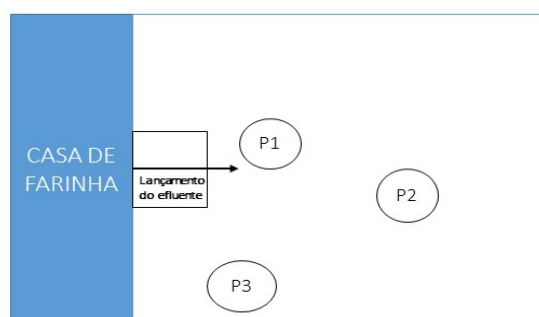 CASA DE
FARINHA
Lançamento
do efluente
P1
P2
P3